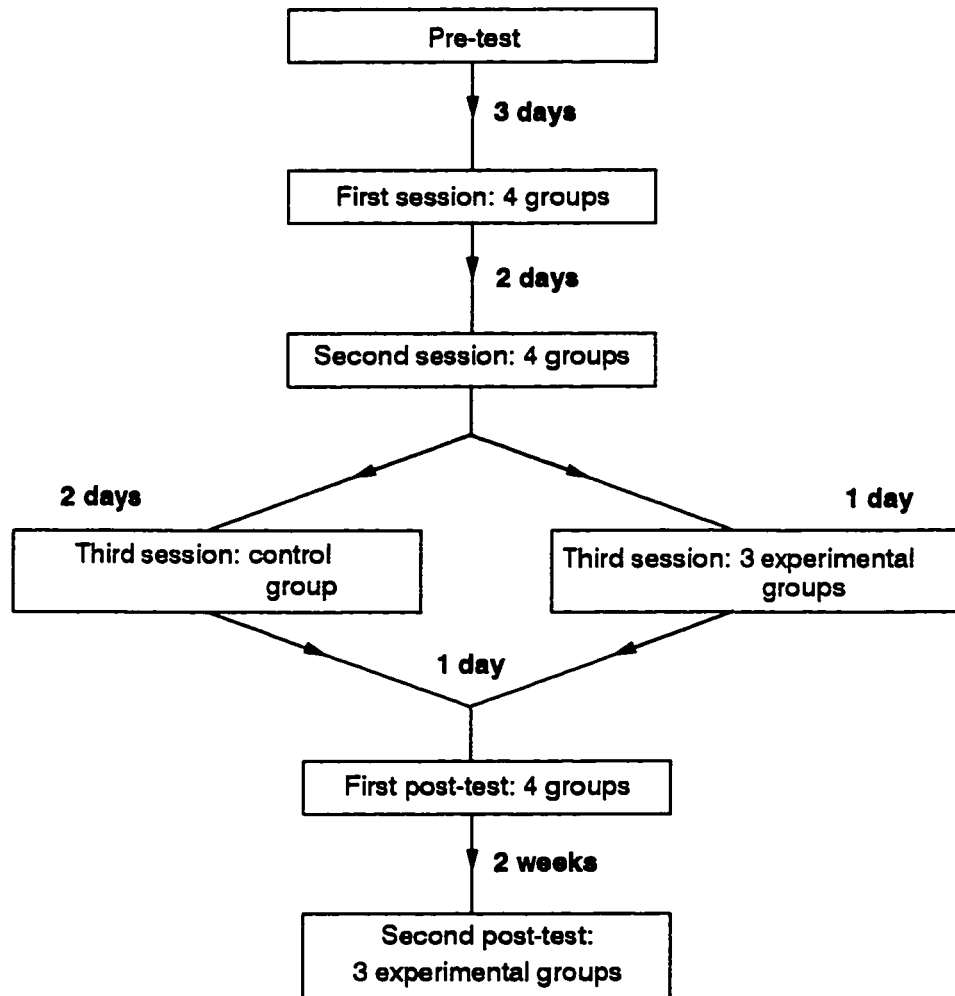 Pre-test
3 days
First session: 4 groups
2 days
Second session: 4 groups
2 days
1 day
Third session: control
group
Third session: 3 experimental
groups
1 day
First post-test: 4 groups
2 weeks
Second post-test:
3 experimental groups